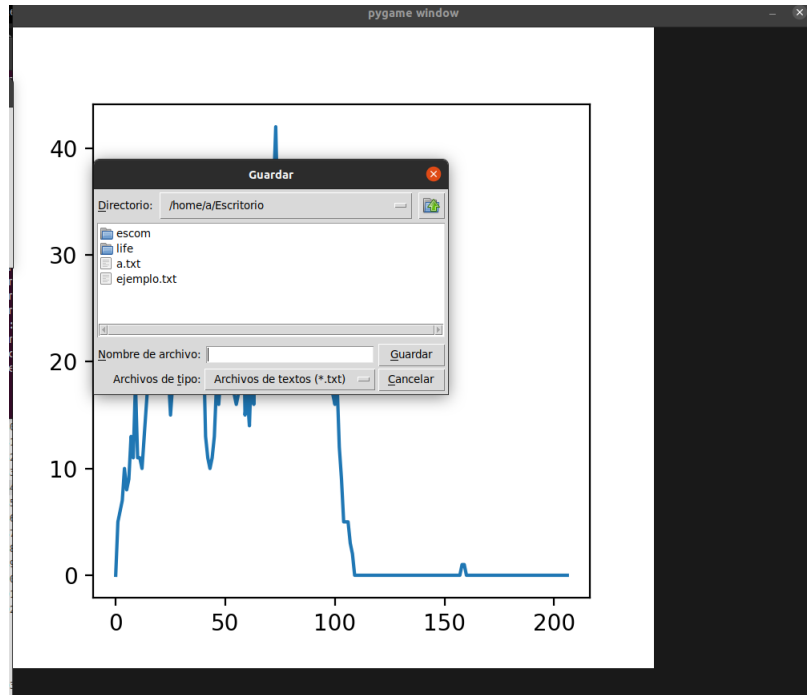 pygame window
40
Guardar
Directorio: /home/a/Escritorio
escom
life
a.txt
ejemplo.txt
30
Nombre de archivo: Guardar
20
Archivos de tipo: Archivos de textos (*.txt) Cancelar
10
0
0 50 100 150 200